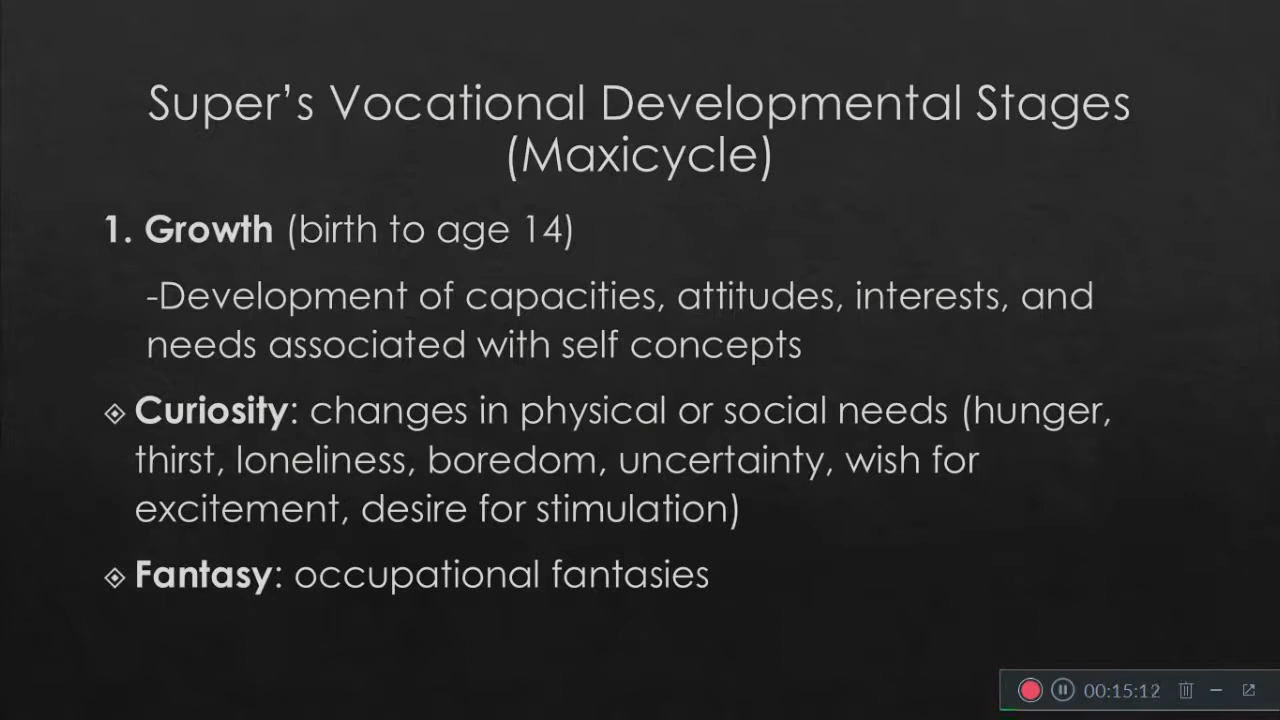 Super’s Vocational Developmental Stages
(Maxicycle)
1. Growth (birth to age 14)
-Development of capacities, attitudes, interests, and
needs associated with self concepts
Curiosity: changes in physical or social needs (hunger,
thirst, loneliness, boredom, uncertainty, wish for
excitement, desire for stimulation)
Fantasy: occupational fantasies
00:15:12